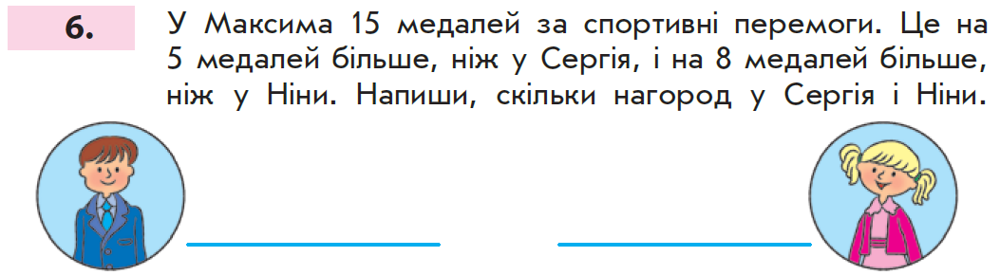 6. У Максима 15 медалей за спортивні перемоги. Це на
5 медалей більше, ніж у Сергія, і на 8 медалей більше,
ніж у Ніни. Напиши, скільки нагород у Сергія і Ніни.